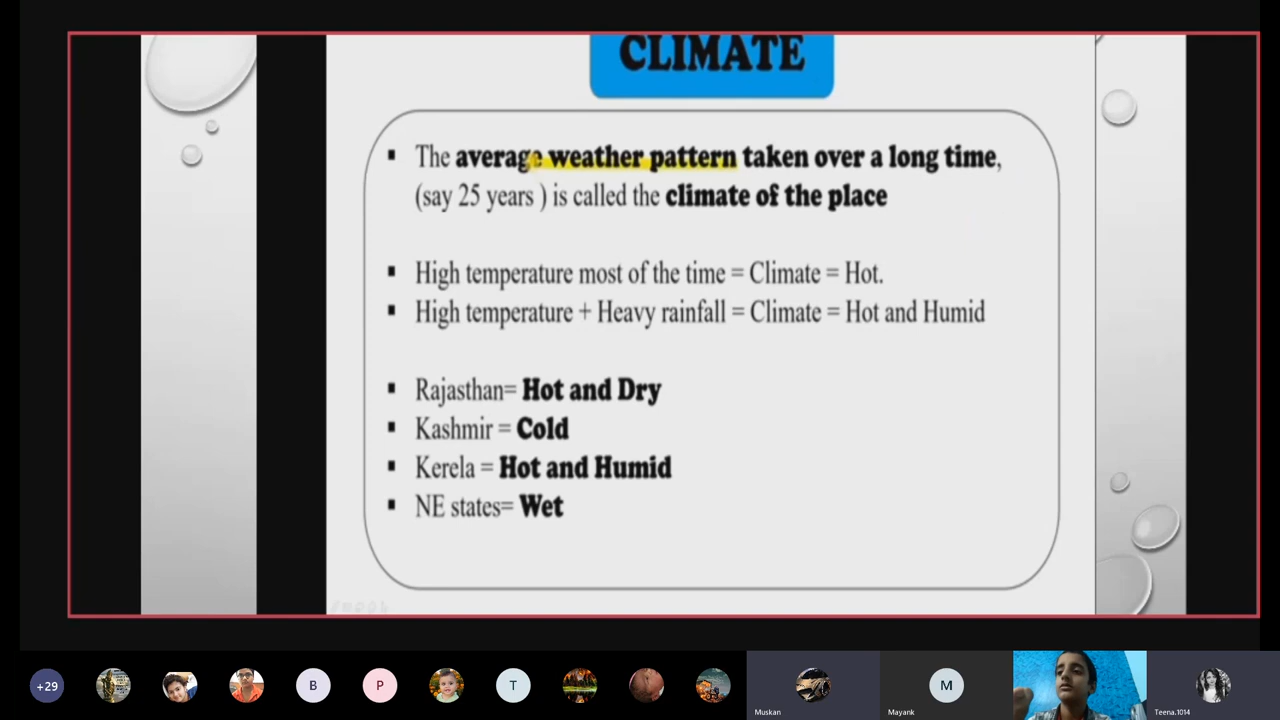 CLIMATE
▪ The average weather pattern taken over a long time,
(say 25 years ) is called the climate of the place
▪ High temperature most of the time = Climate = Hot.
▪ High temperature + Heavy rainfall = Climate = Hot and Humid
▪ Rajasthan= Hot and Dry
▪ Kashmir = Cold
▪ Kerela = Hot and Humid
▪ NE states= Wet
+29
B
P
T
M
Muskan
Mayank
Teena.1014